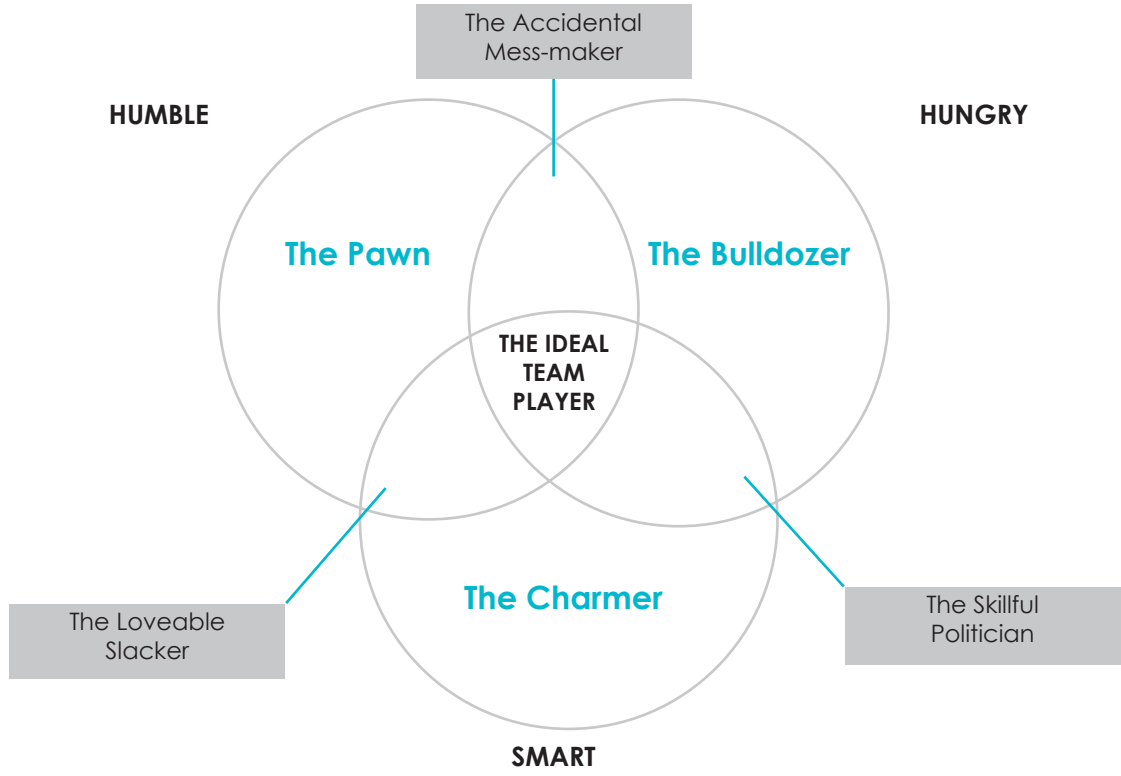 The Accidental
Mess-maker
HUMBLE
HUNGRY
The Pawn
The Bulldozer
THE IDEAL
TEAM
PLAYER
The Charmer
The Loveable
Slacker
The Skillful
Politician
SMART